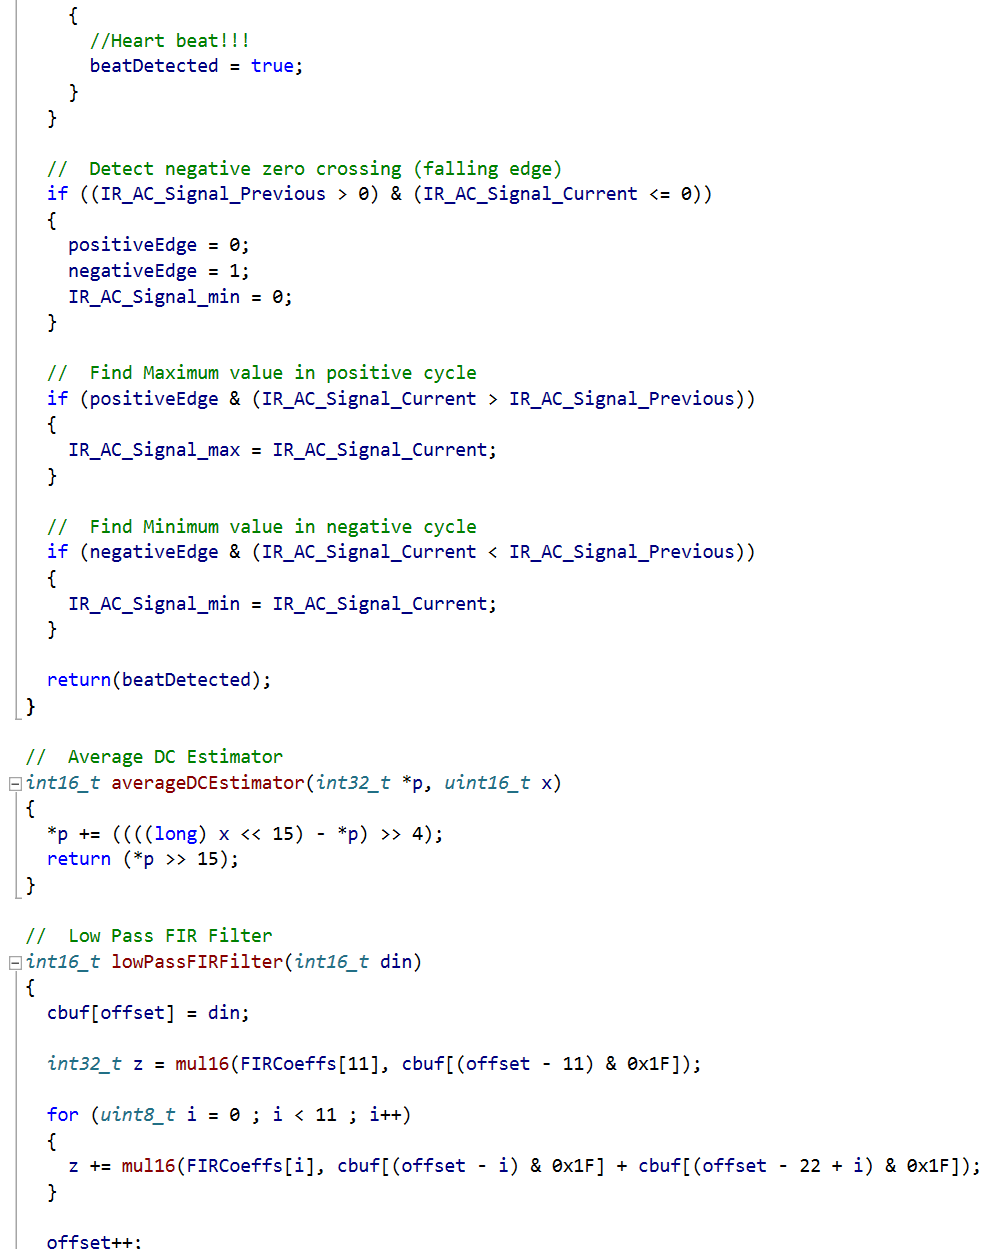 {
      //Heart beat!!!
      beatDetected = true;
    }
  }

  //  Detect negative zero crossing (falling edge)
  if ((IR_AC_Signal_Previous > 0) & (IR_AC_Signal_Current <= 0))
  {
    positiveEdge = 0;
    negativeEdge = 1;
    IR_AC_Signal_min = 0;
  }

  //  Find Maximum value in positive cycle
  if (positiveEdge & (IR_AC_Signal_Current > IR_AC_Signal_Previous))
  {
    IR_AC_Signal_max = IR_AC_Signal_Current;
  }

  //  Find Minimum value in negative cycle
  if (negativeEdge & (IR_AC_Signal_Current < IR_AC_Signal_Previous))
  {
    IR_AC_Signal_min = IR_AC_Signal_Current;
  }

  return(beatDetected);
}

//  Average DC Estimator
int16_t averageDCEstimator(int32_t *p, uint16_t x)
{
  *p += ((((long) x << 15) - *p) >> 4);
  return (*p >> 15);
}

//  Low Pass FIR Filter
int16_t lowPassFIRFilter(int16_t din)
{
  cbuf[offset] = din;

  int32_t z = mul16(FIRCoeffs[11], cbuf[(offset - 11) & 0x1F]);

  for (uint8_t i = 0 ; i < 11 ; i++)
  {
    z += mul16(FIRCoeffs[i], cbuf[(offset - i) & 0x1F] + cbuf[(offset - 22 + i) & 0x1F]);
  }

  offset++;